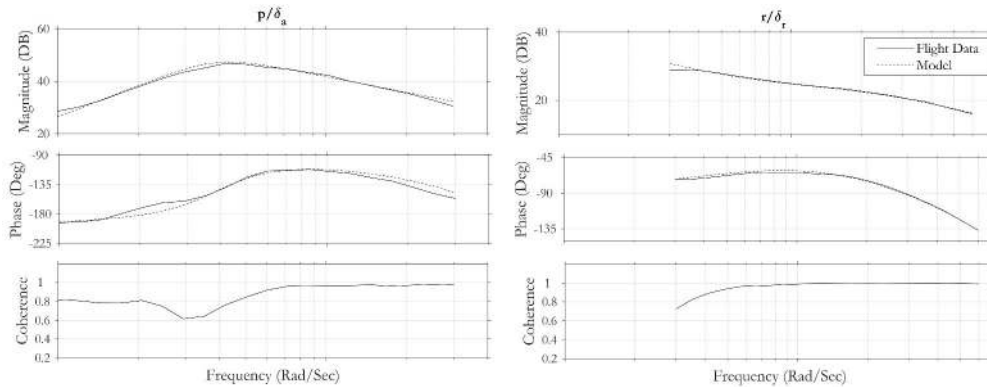 p/δa
Magnitude (DB)
60
40
20
Phase (Deg)
-90
-135
-180
-225
Coherence
1
0.8
0.6
0.4
0.2
Frequency (Rad/Sec)
r/δr
Magnitude (DB)
40
20
Flight Data
Model
Phase (Deg)
-45
-90
-135
Coherence
1
0.8
0.6
0.4
0.2
Frequency (Rad/Sec)